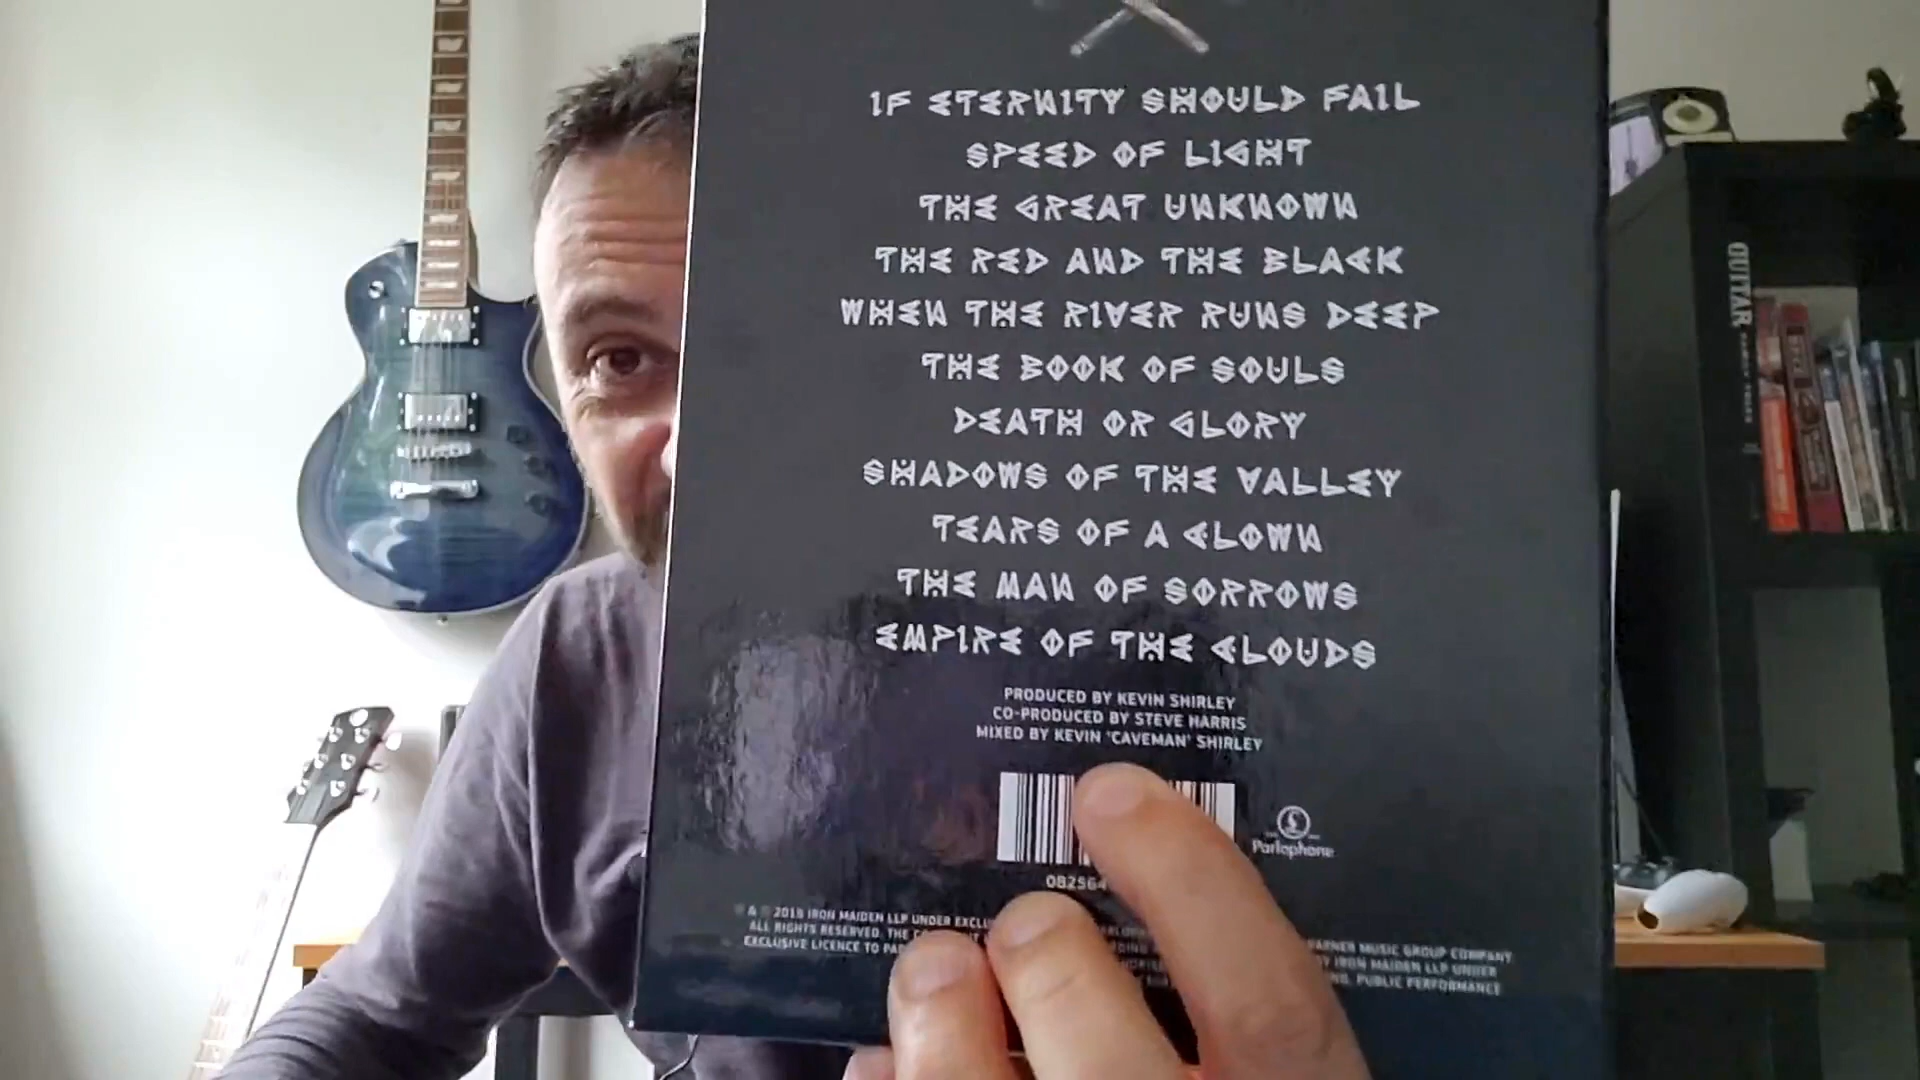 IF ETERNITY SHOULD FAIL
SPEED OF LIGHT
THE GREAT UNKNOWN
THE RED AND THE BLACK
WHEN THE RIVER RUNS DEEP
THE BOOK OF SOULS
DEATH OR GLORY
SHADOWS OF THE VALLEY
TEARS OF A CLOWN
THE MAN OF SORROWS
EMPIRE OF THE CLOUDS
PRODUCED BY KEVIN SHIRLEY
CO-PRODUCED BY STEVE HARRIS
MIXED BY KEVIN 'CAVEMAN' SHIRLEY
082564
Parlophone
& 2015 IRON MAIDEN LLP UNDER WARNER MUSIC GROUP COMPANY
ALL RIGHTS RESERVED. THE BY IRON MAIDEN LLP UNDER
EXCLUSIVE LICENCE TO PUBLIC PERFORMANCE
GUITAR